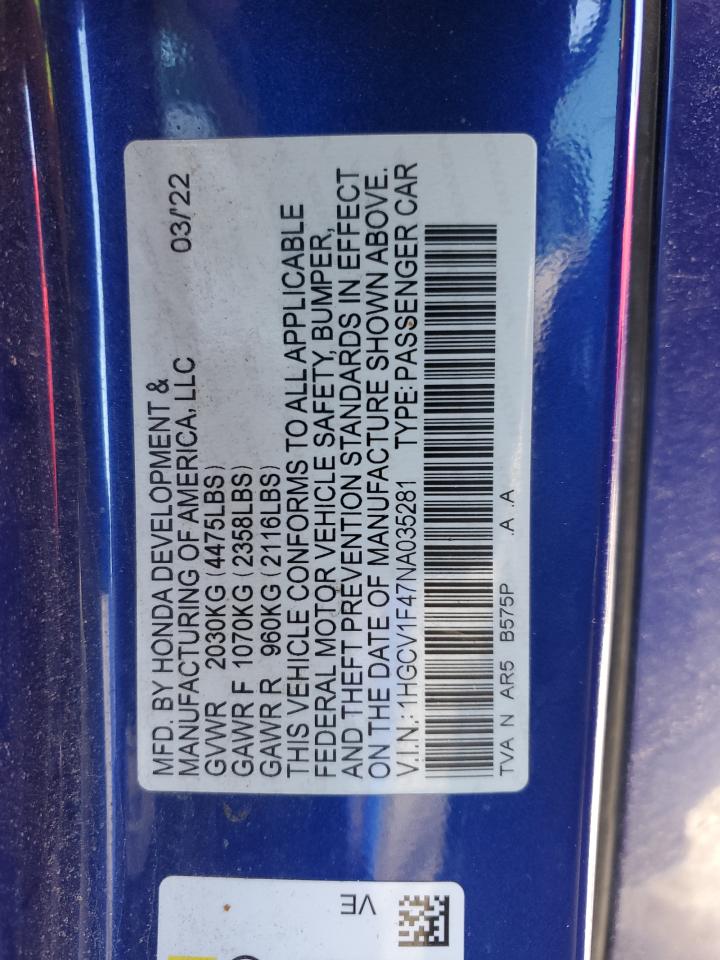 MFD. BY HONDA DEVELOPMENT &
MANUFACTURING OF AMERICA, LLC 03/'22
GVWR 2030KG (4475LBS)
GAWR F 1070KG (2358LBS)
GAWR R 960KG (2116LBS)
THIS VEHICLE CONFORMS TO ALL APPLICABLE
FEDERAL MOTOR VEHICLE SAFETY, BUMPER,
AND THEFT PREVENTION STANDARDS IN EFFECT
ON THE DATE OF MANUFACTURE SHOWN ABOVE.
V.I.N.: 1HGCV1F47NA035281 TYPE: PASSENGER CAR
TVA N AR5 B575P .A .A
VE